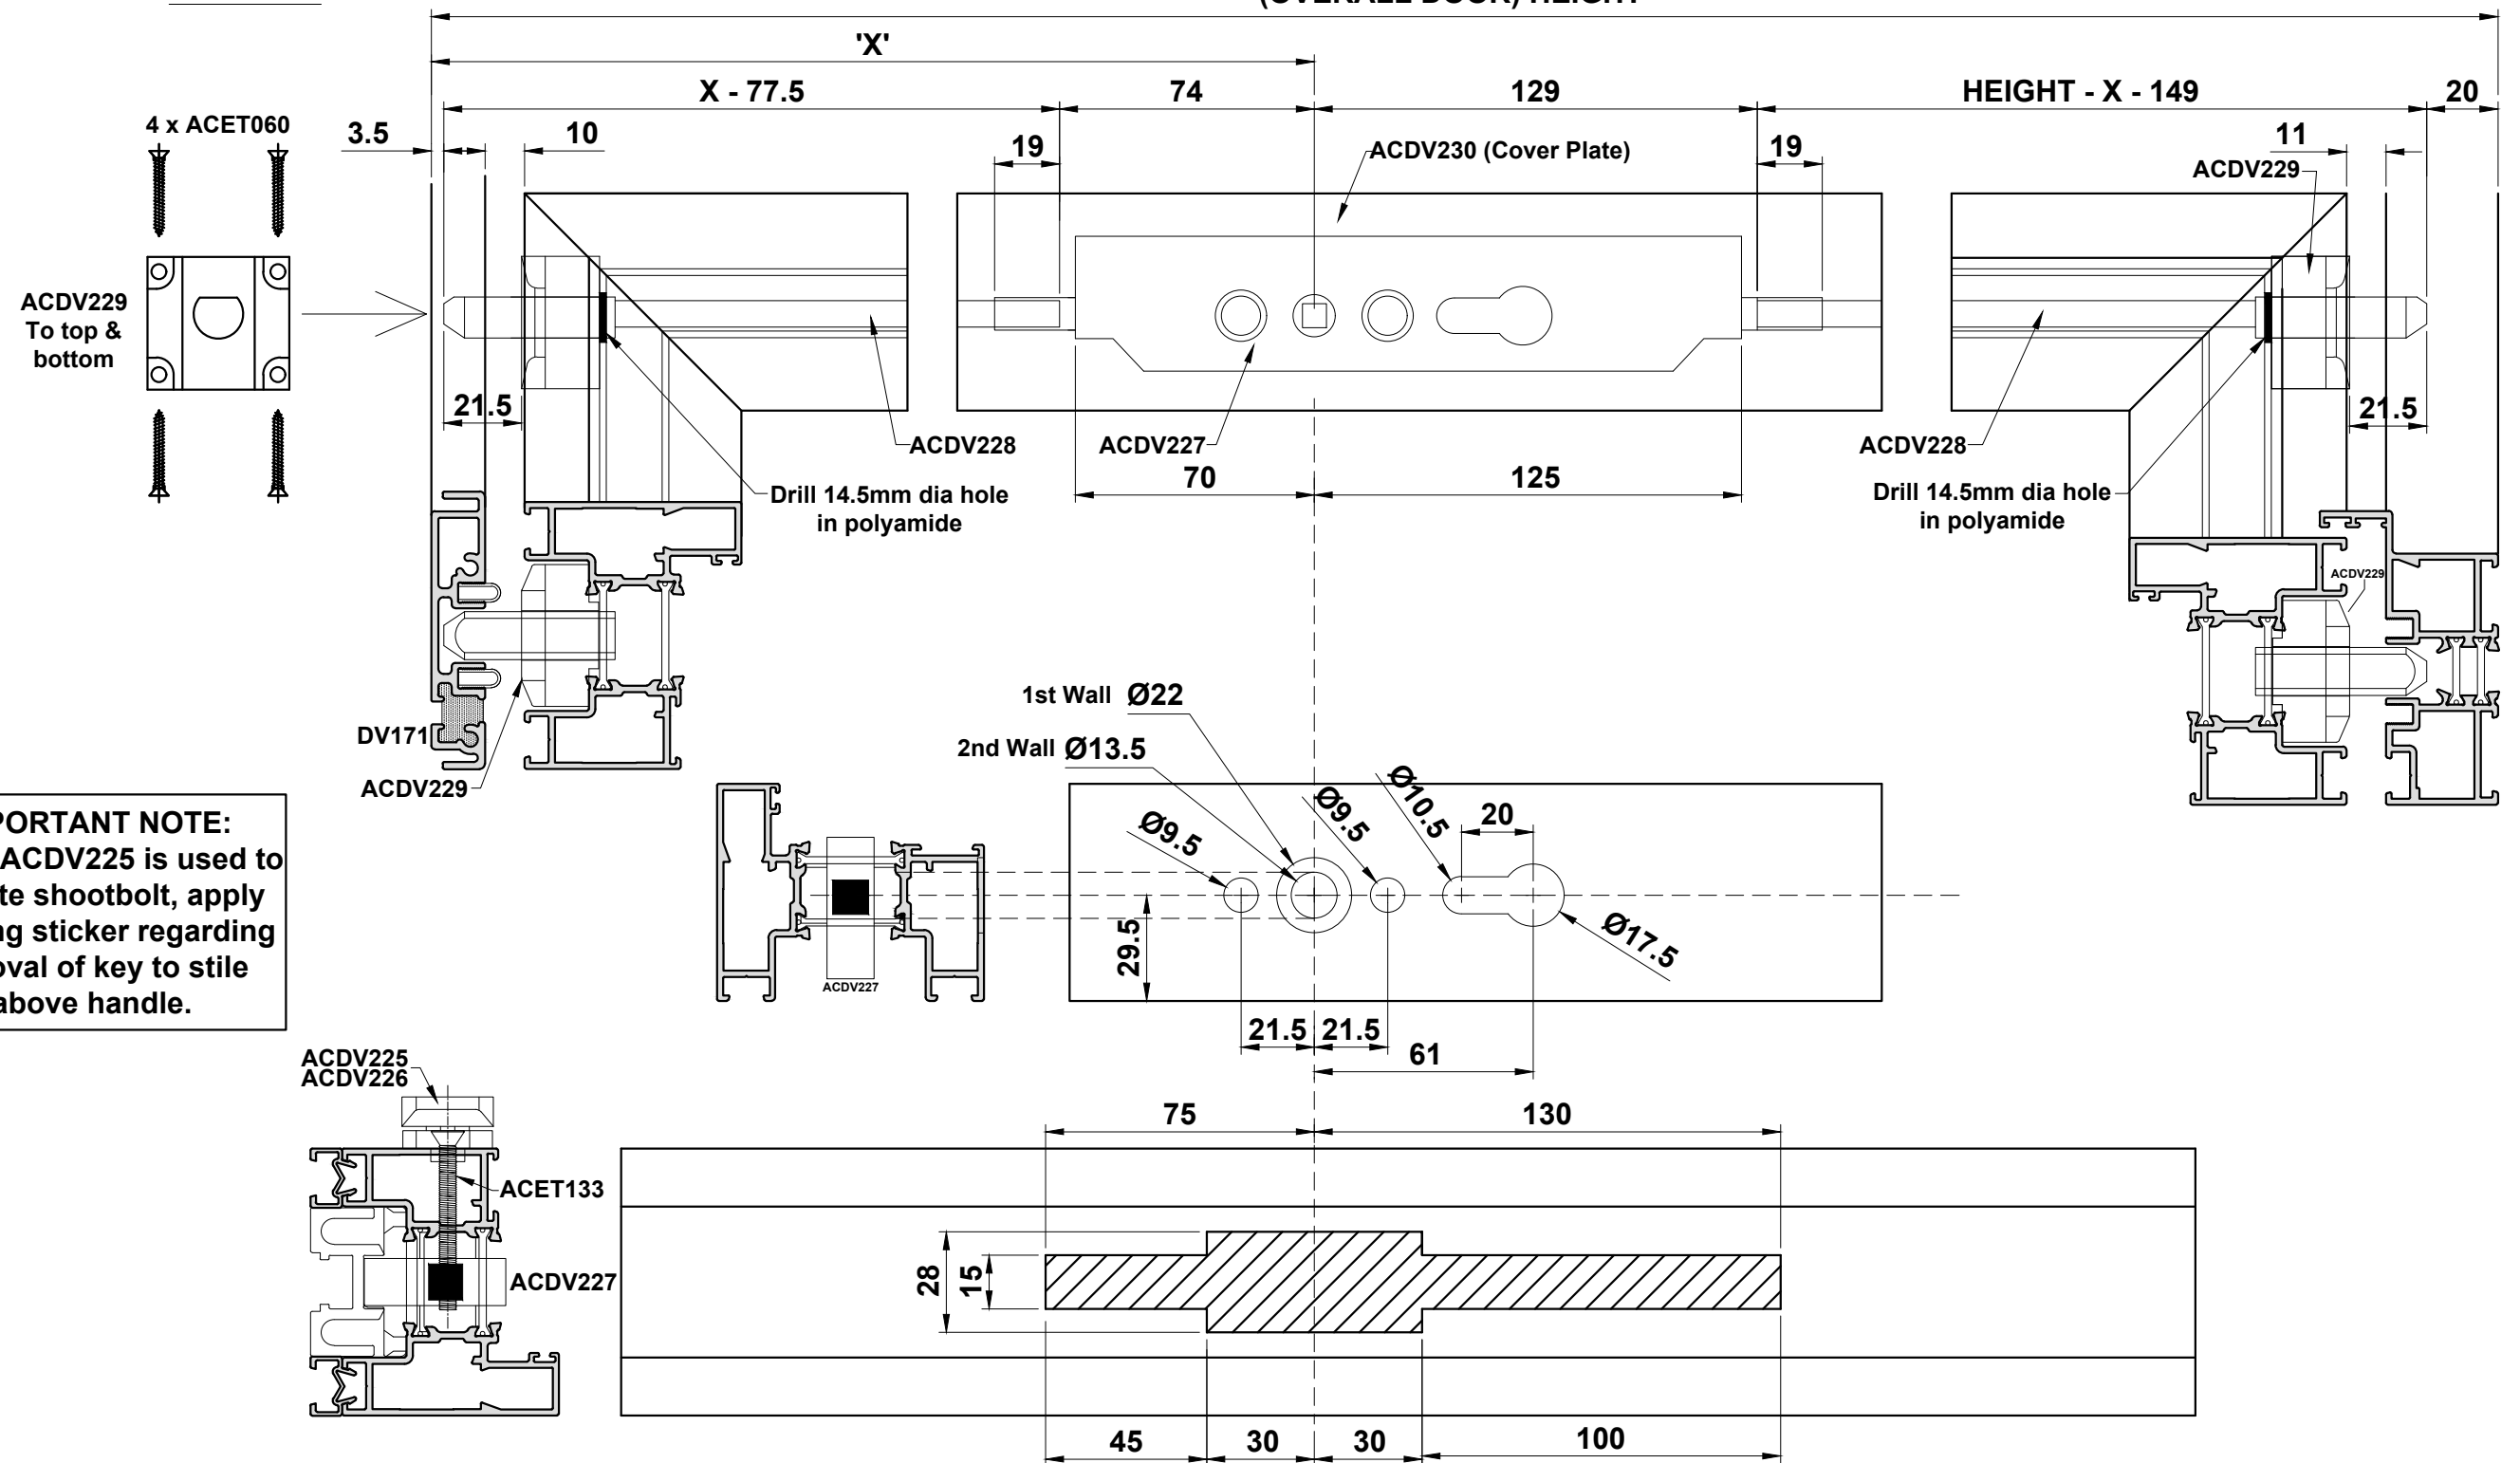 (OVERALL DOOR) HEIGHT
'X'
X - 77.5
74
129
HEIGHT - X - 149
20
4 x ACET060
3.5
10
19
ACDV230 (Cover Plate)
19
11
ACDV229
ACDV229
To top &
bottom
21.5
ACDV228
ACDV227
ACDV228
21.5
70
125
Drill 14.5mm dia hole
in polyamide
Drill 14.5mm dia hole
in polyamide
ACDV229
1st Wall Ø22
2nd Wall Ø13.5
DV171
ACDV229
PORTANT NOTE:
ACDV225 is used to
te shootbolt, apply
ng sticker regarding
oval of key to stile
above handle.
Ø9.5
Ø9.5
Ø10.5
20
29.5
Ø17.5
ACDV227
21.5
21.5
61
ACDV225
ACDV226
75
130
ACET133
28
15
ACDV227
45
30
30
100